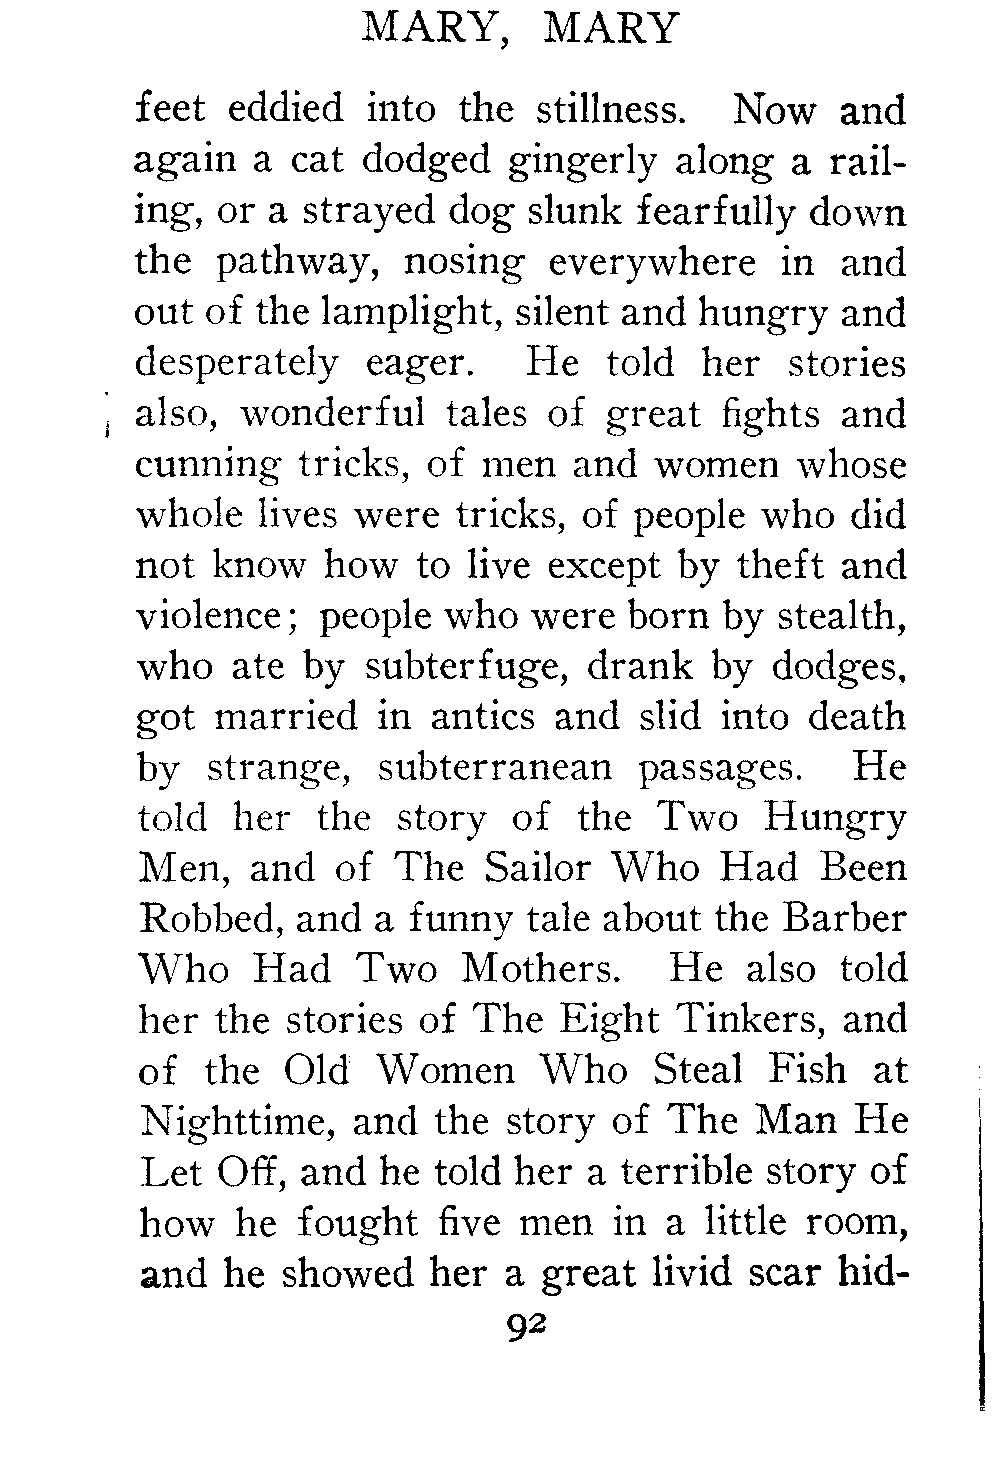 MARY, MARY
feet eddied into the stillness. Now and
again a cat dodged gingerly along a rail-
ing, or a strayed dog slunk fearfully down
the pathway, nosing everywhere in and
out of the lamplight, silent and hungry and
desperately eager. He told her stories
also, wonderful tales of great fights and
cunning tricks, of men and women whose
whole lives were tricks, of people who did
not know how to live except by theft and
violence; people who were born by stealth,
who ate by subterfuge, drank by dodges,
got married in antics and slid into death
by strange, subterranean passages. He
told her the story of the Two Hungry
Men, and of The Sailor Who Had Been
Robbed, and a funny tale about the Barber
Who Had Two Mothers. He also told
her the stories of The Eight Tinkers, and
of the Old Women Who Steal Fish at
Nighttime, and the story of The Man He
Let Off, and he told her a terrible story of
how he fought five men in a little room,
and he showed her a great livid scar hid-
92